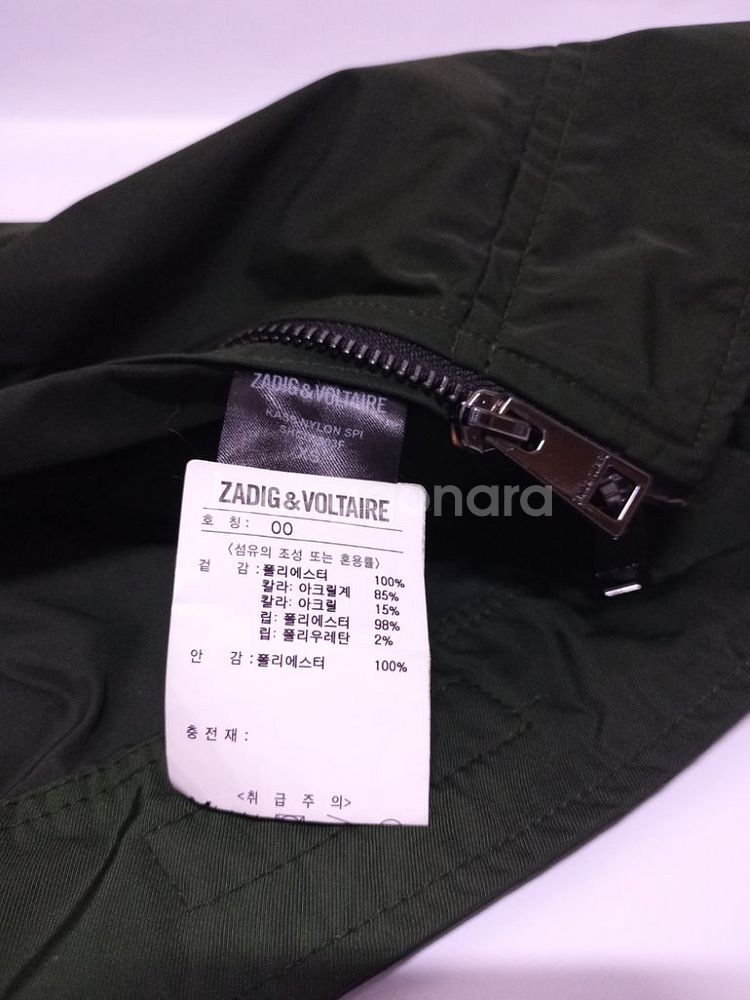 ZADIG & VOLTAIRE
NYLON SPI
ZADIG & VOLTAIRE
호 칭: 00
〈섬유의 조성 또는 혼용률〉
겉 감 :폴리에스터 100%
칼라: 아크릴계 85%
칼라: 아크릴 15%
립: 폴리에스터 98%
립: 폴리우레탄 2%
안 감 :폴리에스터 100%
충전재:
<취급주의>
onara